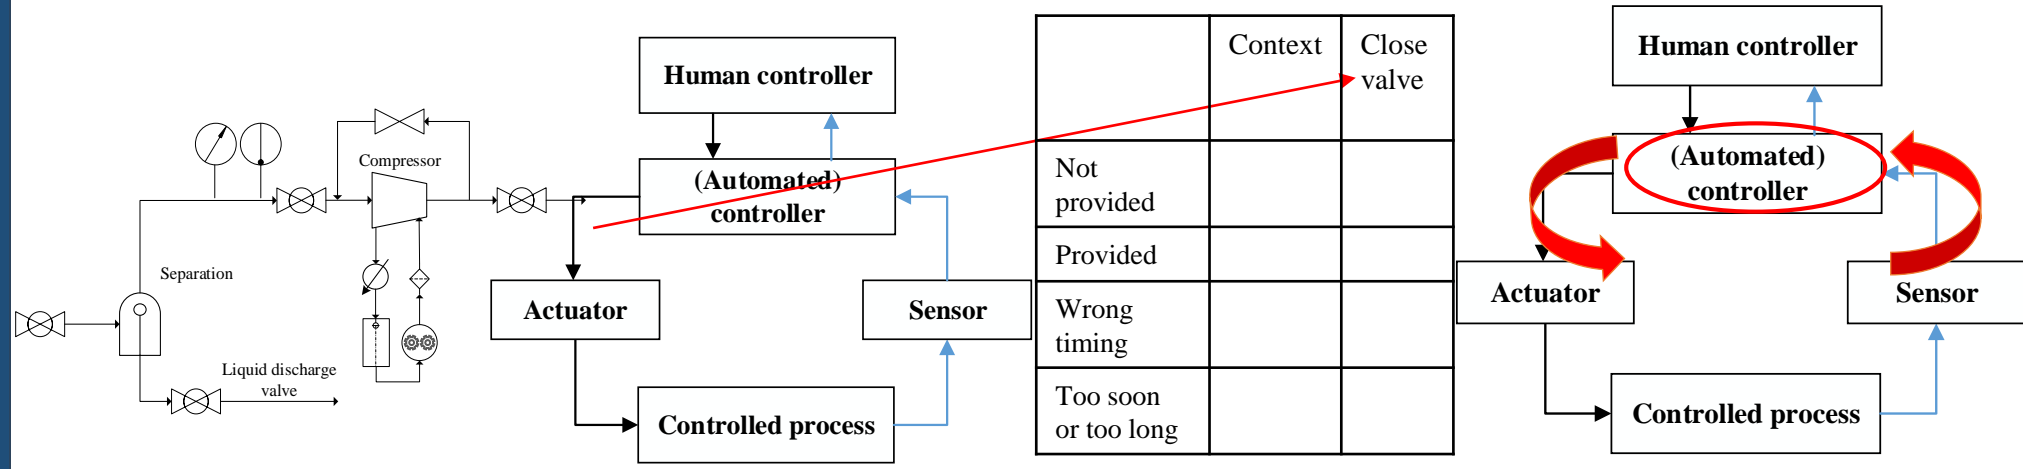 Compressor
Separation
Liquid discharge
valve
Human controller
(Automated)
controller
Actuator
Sensor
Controlled process
Context
Close
valve
Not
provided
Provided
Wrong
timing
Too soon
or too long
Human controller
(Automated)
controller
Actuator
Sensor
Controlled process